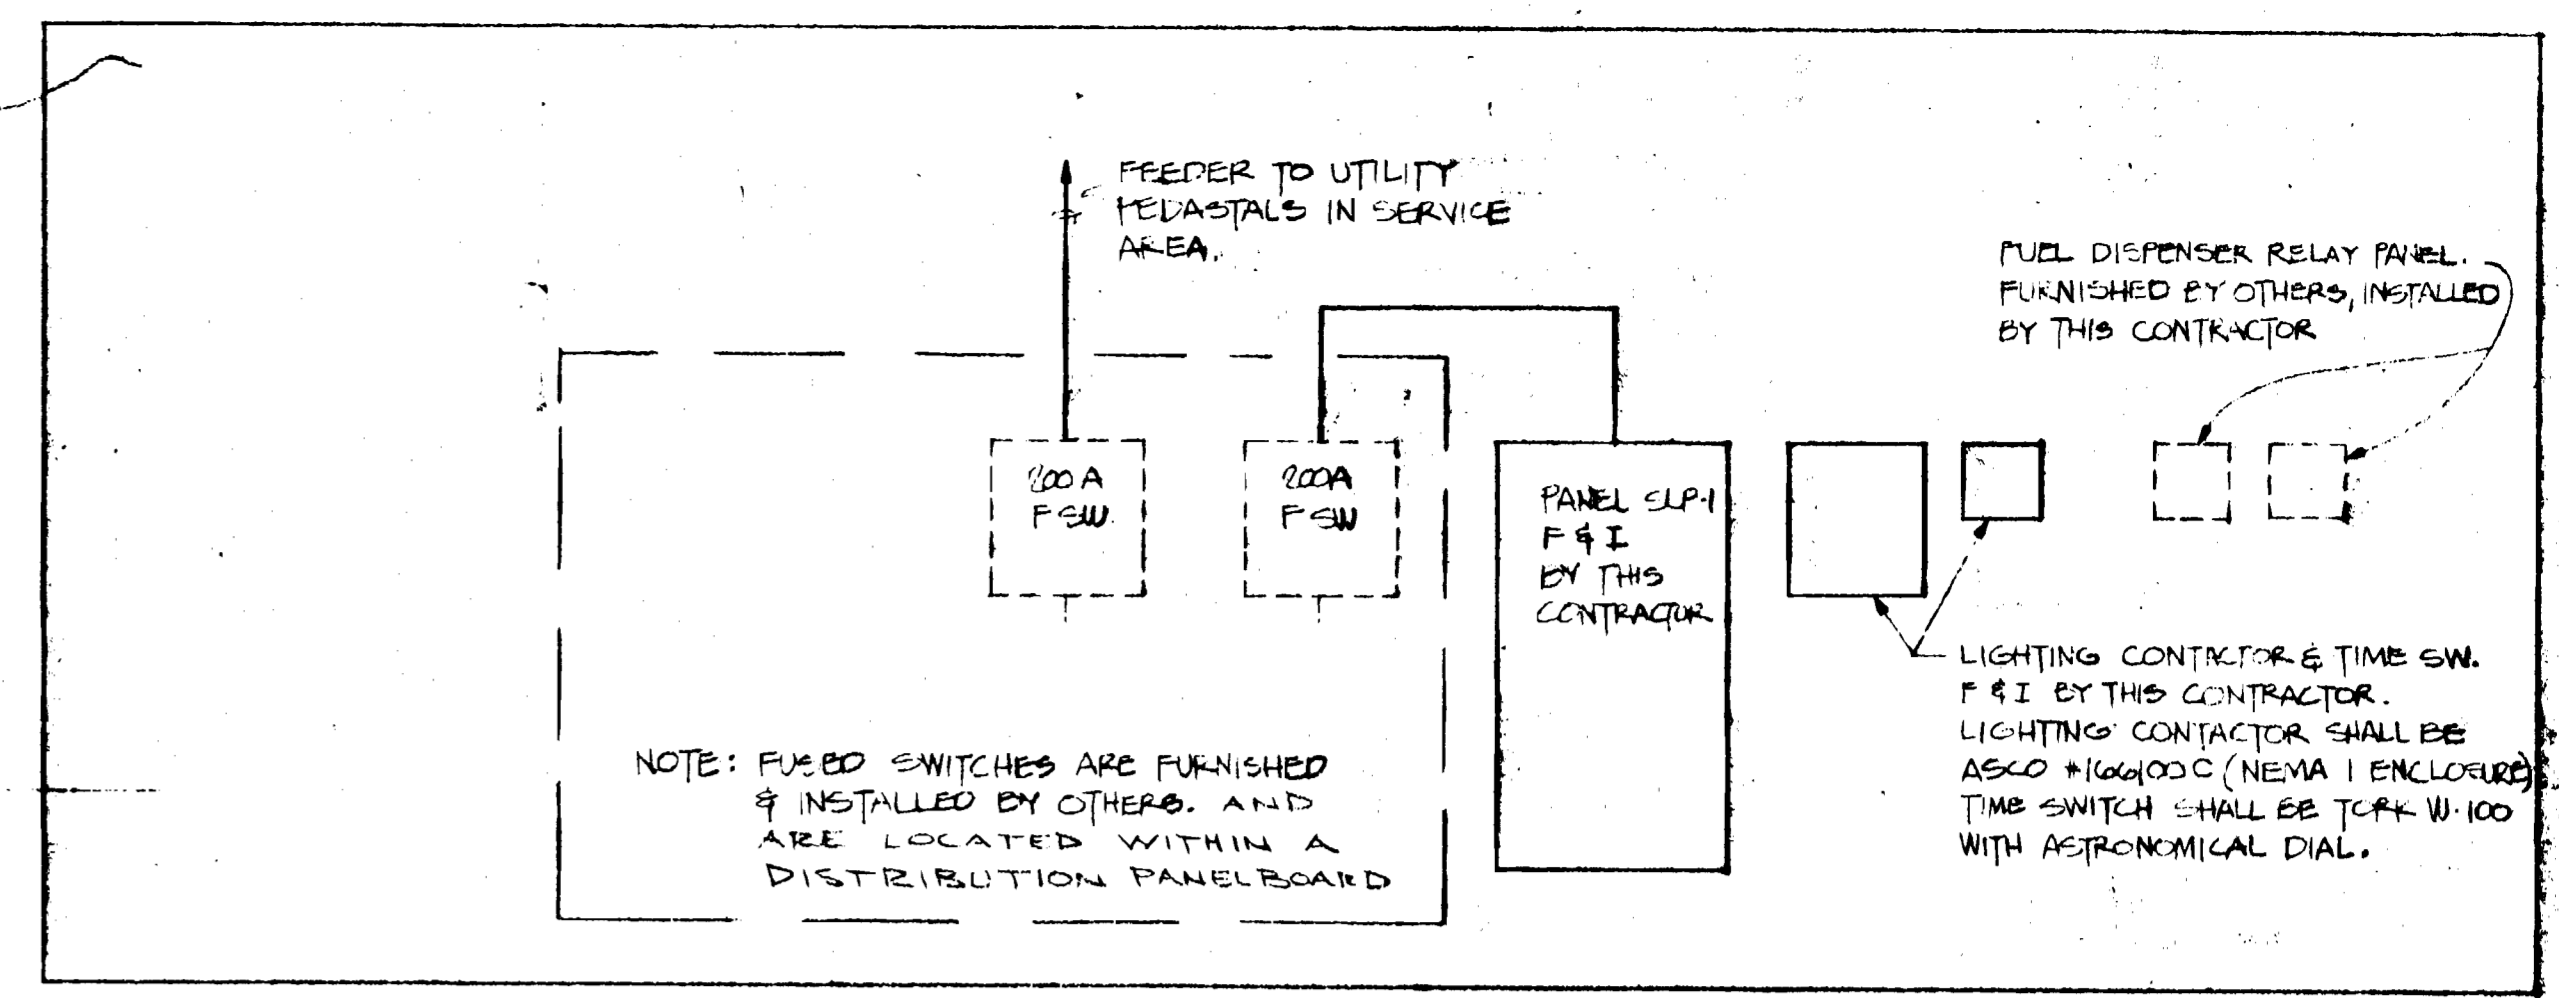 FEEDER TO UTILITY
PEDASTALS IN SERVICE
AREA.
FUEL DISPENSER RELAY PANEL.
FURNISHED BY OTHERS, INSTALLED
BY THIS CONTRACTOR
200A
F SW.
200A
F SW
PANEL SLP-1
F & I
BY THIS
CONTRACTOR
LIGHTING CONTACTOR & TIME SW.
F & I BY THIS CONTRACTOR.
LIGHTING CONTACTOR SHALL BE
ASCO #166100C (NEMA 1 ENCLOSURE)
TIME SWITCH SHALL BE TORK W-100
WITH ASTRONOMICAL DIAL.
NOTE: FUSED SWITCHES ARE FURNISHED
& INSTALLED BY OTHERS. AND
ARE LOCATED WITHIN A
DISTRIBUTION PANELBOARD